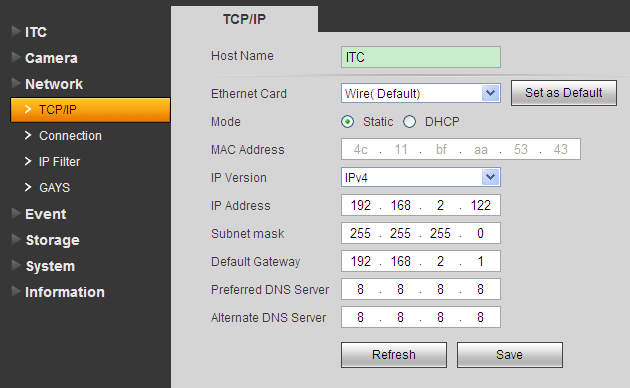 TCP/IP
ITC
Camera
Network
TCP/IP
Connection
IP Filter
GAYS
Event
Storage
System
Information
Host Name ITC
Ethernet Card Wire( Default) Set as Default
Mode Static DHCP
MAC Address 4c . 11 . bf . aa . 53 . 43
IP Version IPv4
IP Address 192 . 168 . 2 . 122
Subnet mask 255 . 255 . 255 . 0
Default Gateway 192 . 168 . 2 . 1
Preferred DNS Server 8 . 8 . 8 . 8
Alternate DNS Server 8 . 8 . 8 . 8
Refresh Save